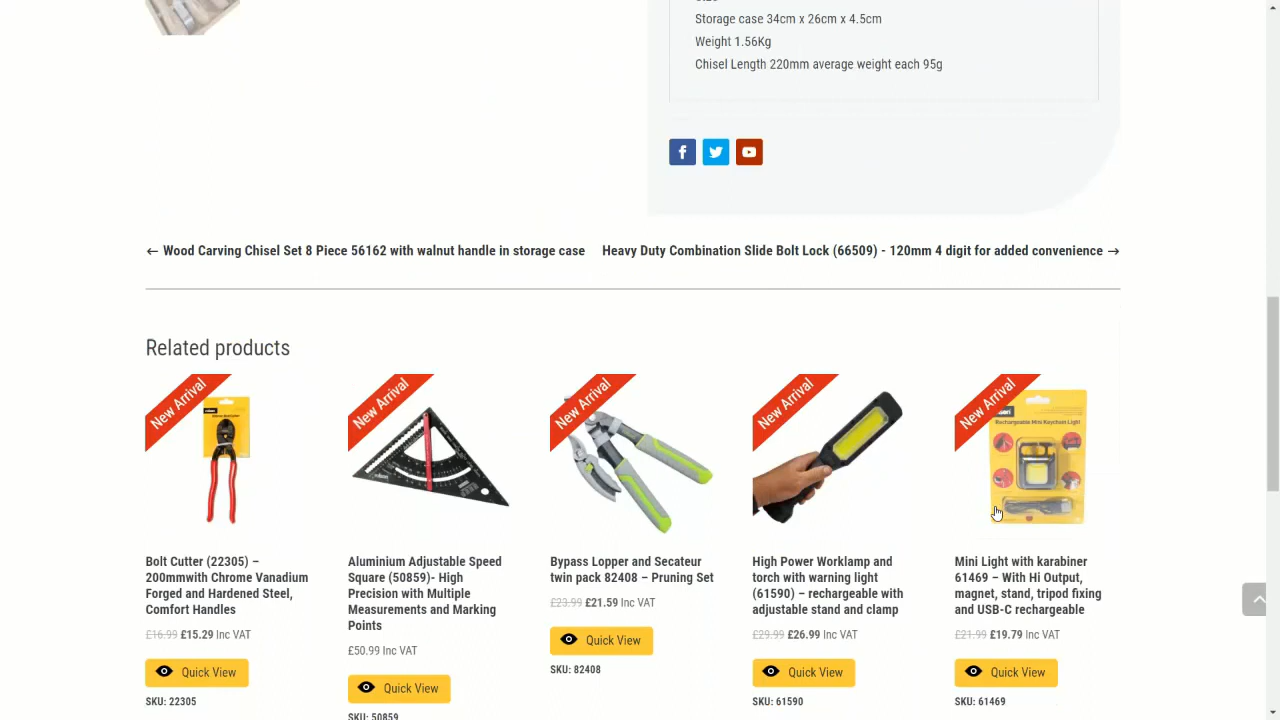 Storage case 34cm x 26cm x 4.5cm
Weight 1.56Kg
Chisel Length 220mm average weight each 95g
← Wood Carving Chisel Set 8 Piece 56162 with walnut handle in storage case
Heavy Duty Combination Slide Bolt Lock (66509) - 120mm 4 digit for added convenience →
Related products
New Arrival
New Arrival
New Arrival
New Arrival
New Arrival
Rechargeable Mini Keychain Light
Bolt Cutter (22305) –
200mmwith Chrome Vanadium
Forged and Hardened Steel,
Comfort Handles
£16.99 £15.29 Inc VAT
Quick View
SKU: 22305
Aluminium Adjustable Speed
Square (50859)- High
Precision with Multiple
Measurements and Marking
Points
£50.99 Inc VAT
Quick View
SKU: 50859
Bypass Lopper and Secateur
twin pack 82408 – Pruning Set
£23.99 £21.59 Inc VAT
Quick View
SKU: 82408
High Power Worklamp and
torch with warning light
(61590) – rechargeable with
adjustable stand and clamp
£29.99 £26.99 Inc VAT
Quick View
SKU: 61590
Mini Light with karabiner
61469 – With Hi Output,
magnet, stand, tripod fixing
and USB-C rechargeable
£21.99 £19.79 Inc VAT
Quick View
SKU: 61469